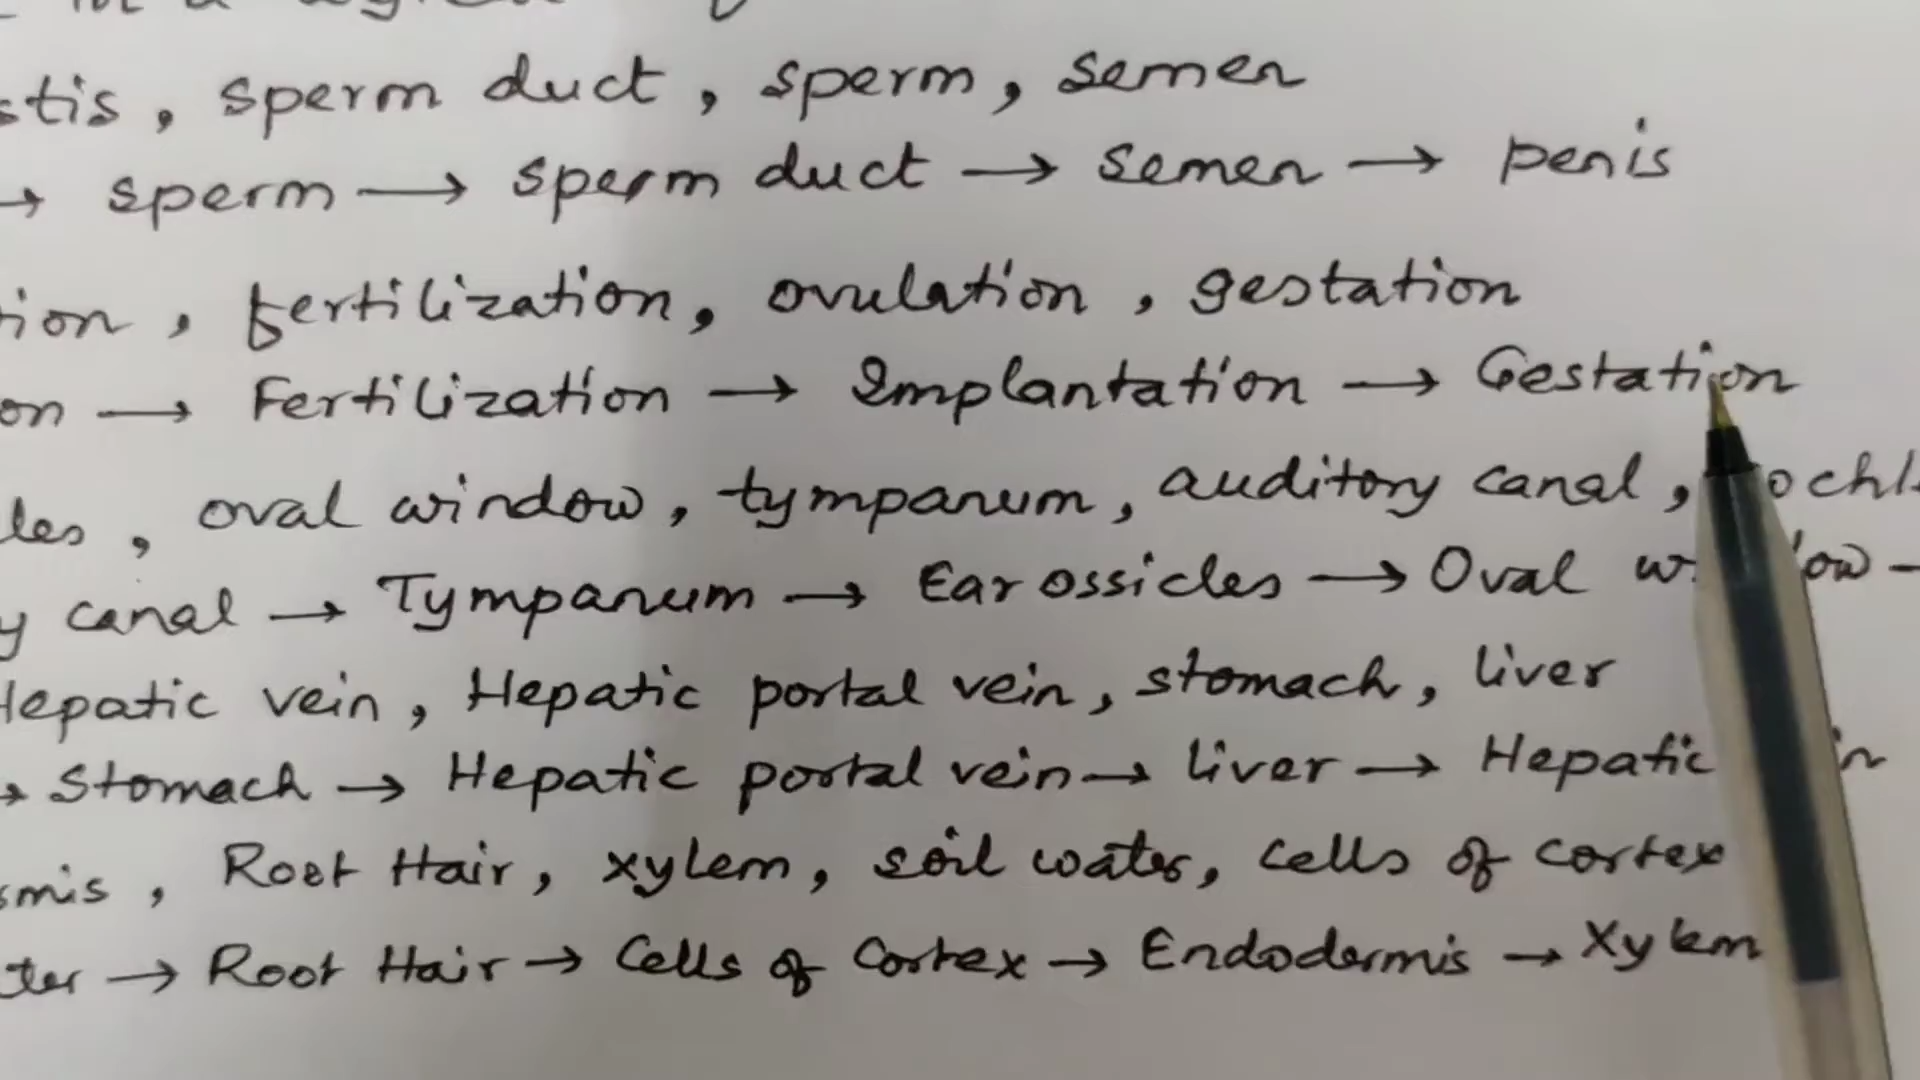 stis, sperm duct, sperm, semen
→ sperm → sperm duct → semen → penis
tion, fertilization, ovulation, gestation
on → Fertilization → Implantation → Gestation
les, oval window, tympanum, auditory canal, ochl
y canal → Tympanum → Ear ossicles → Oval →
Hepatic vein, Hepatic portal vein, stomach, liver
→ Stomach → Hepatic portal vein → liver → Hepatic
mis, Root Hair, xylem, soil water, cells of cortex
ter → Root Hair → Cells of Cortex → Endodermis → Xylem